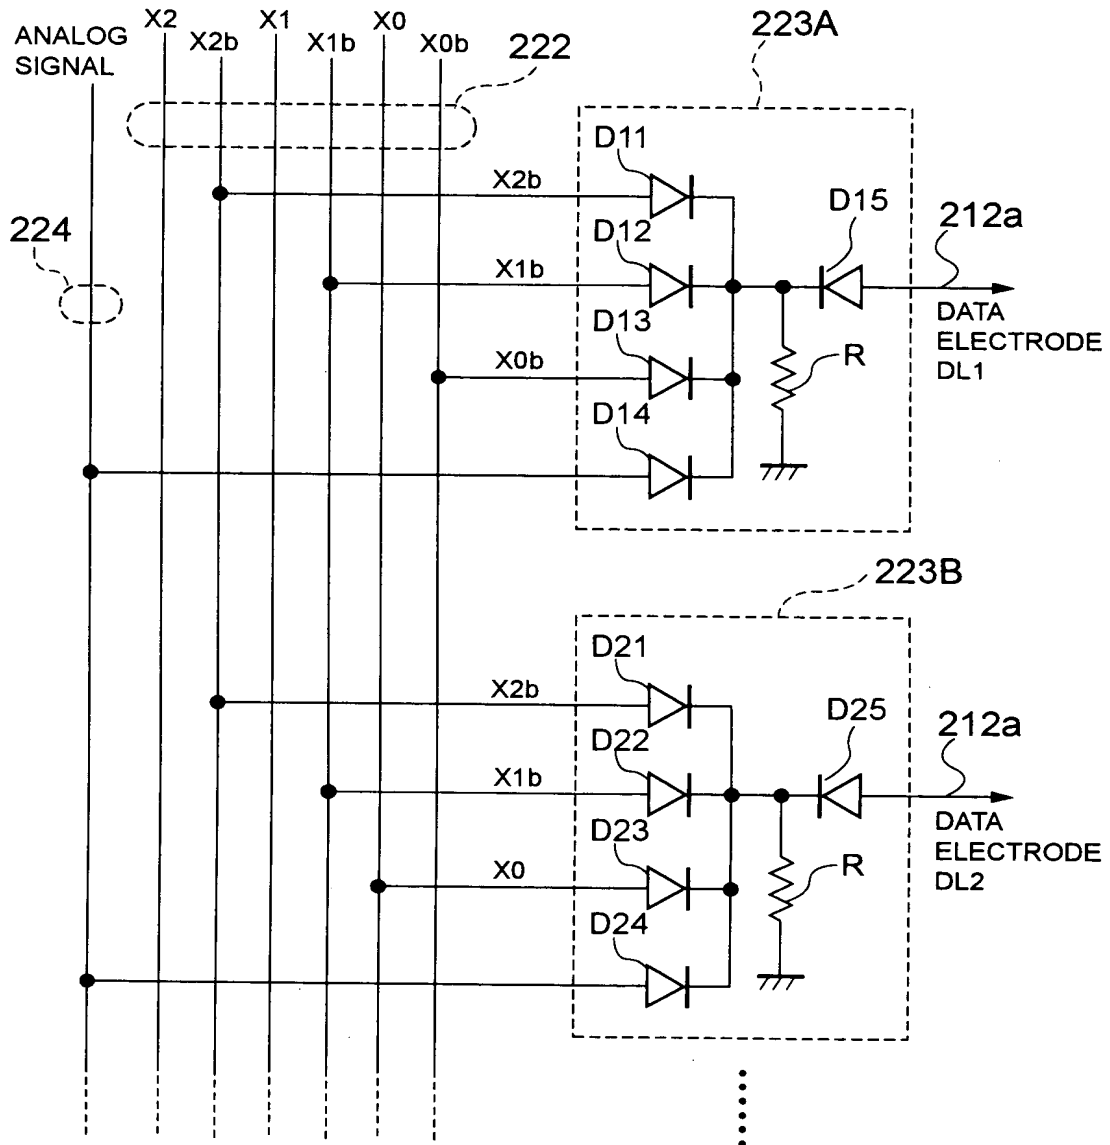 ANALOG
SIGNAL
X2
X2b
X1
X1b
X0
X0b
222
223A
224
D11
X2b
D12
X1b
D13
X0b
D14
D15
R
212a
DATA
ELECTRODE
DL1
223B
D21
X2b
D22
X1b
D23
X0
D24
D25
R
212a
DATA
ELECTRODE
DL2